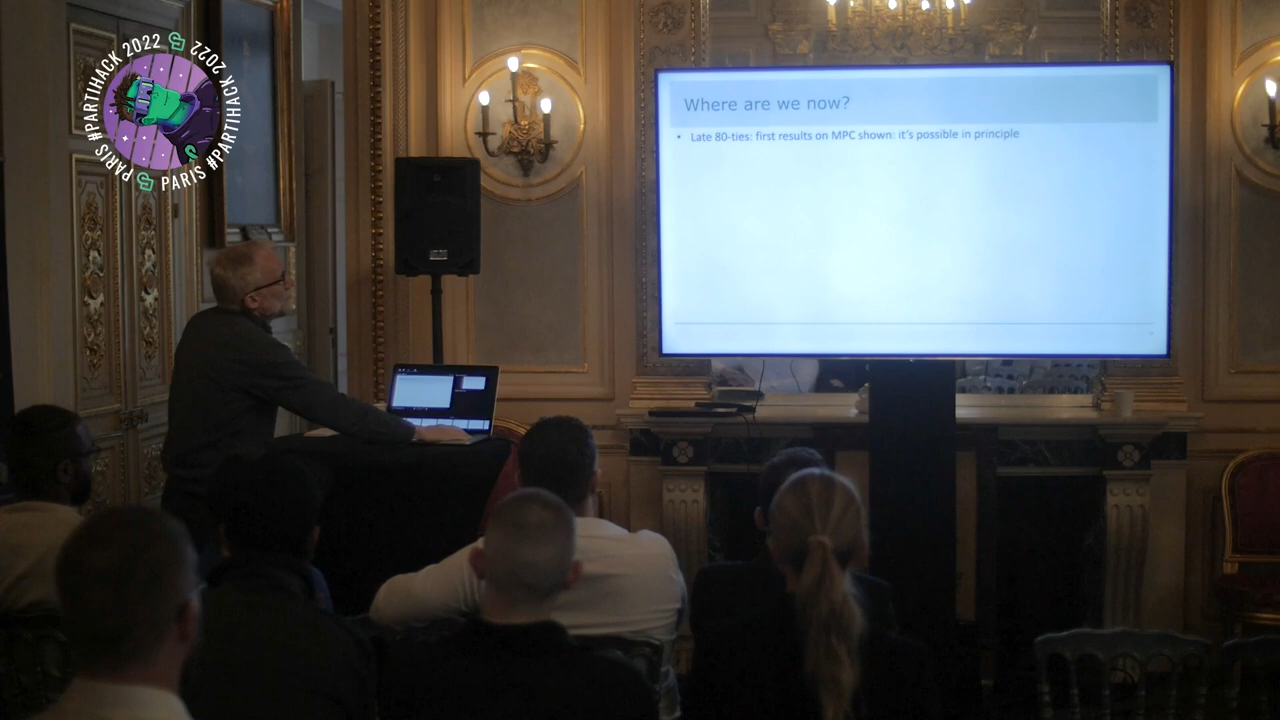 #PARTIHACK 2022
2022 #PARTIHACK
PARIS
PARIS
Where are we now?
• Late 80-ties: first results on MPC shown: it's possible in principle